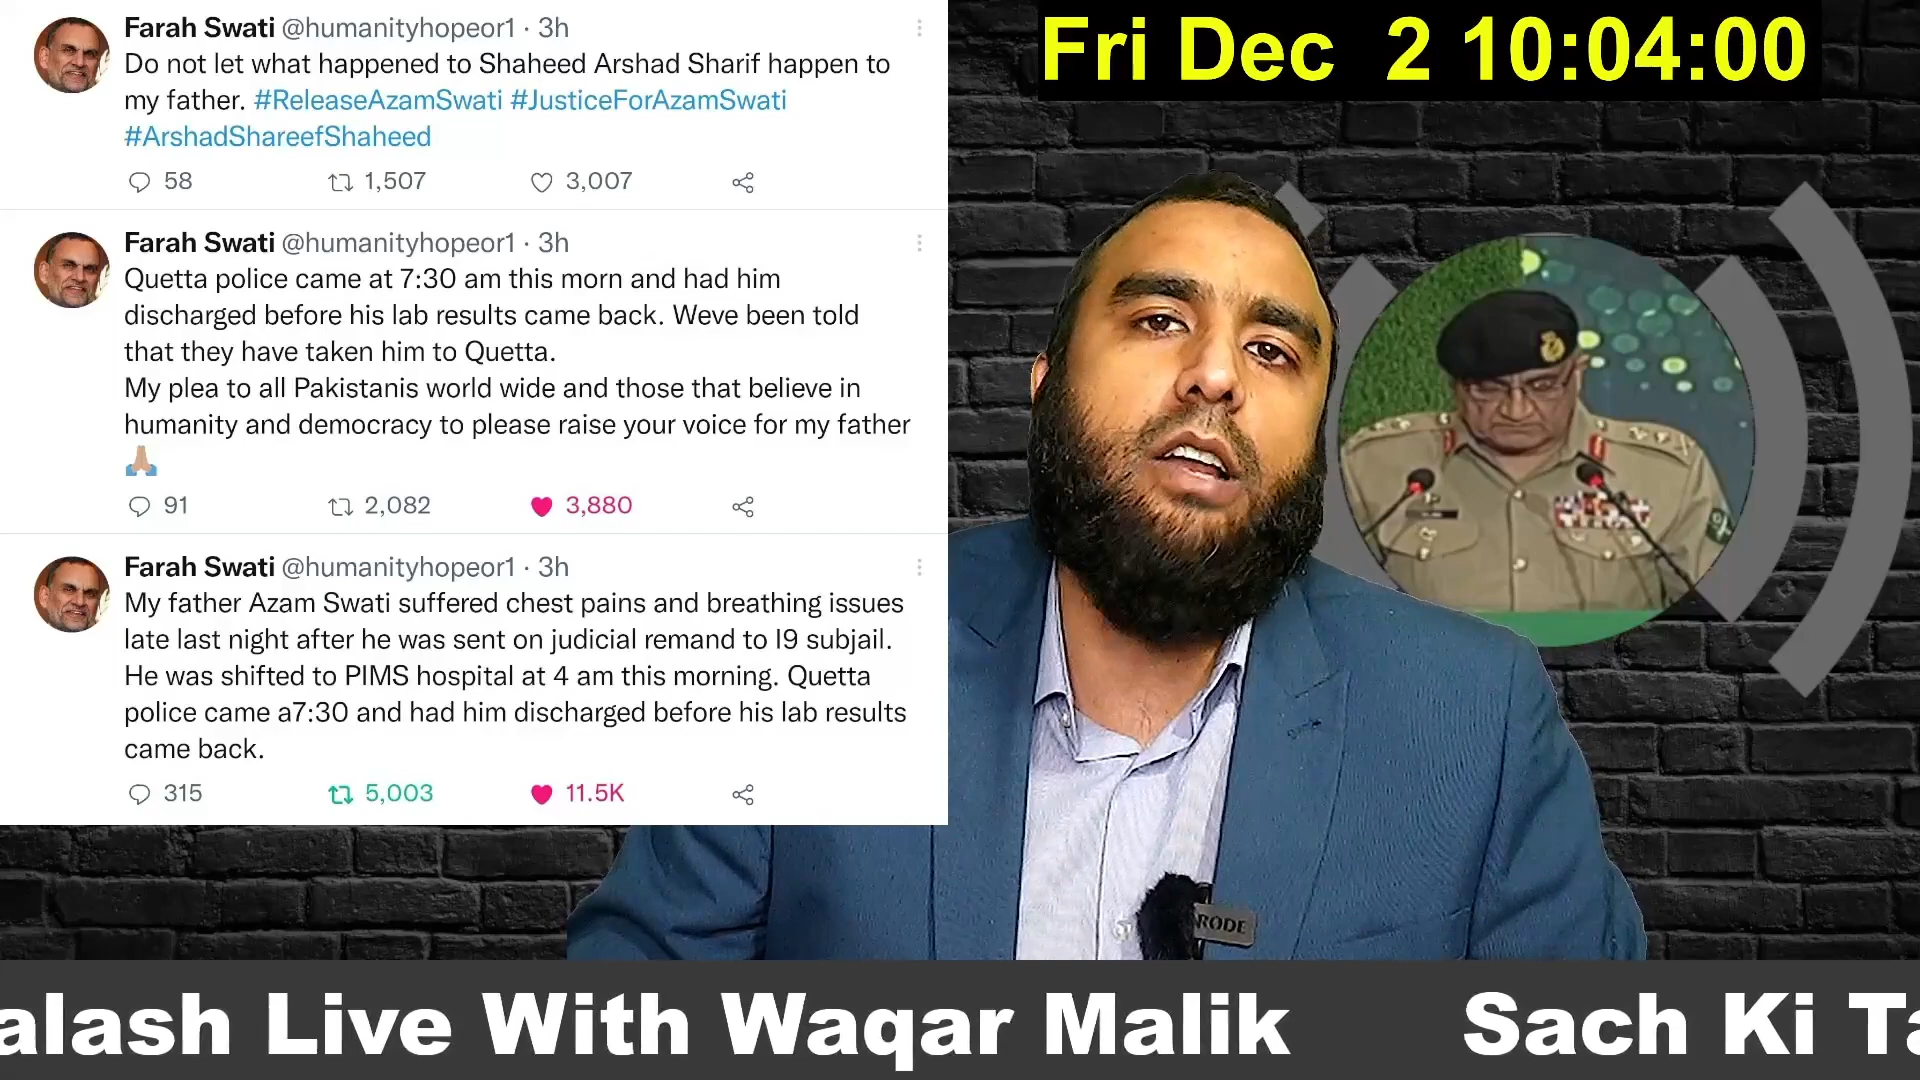 Farah Swati @humanityhopeor1 · 3h
Do not let what happened to Shaheed Arshad Sharif happen to
my father. #ReleaseAzamSwati #JusticeForAzamSwati
#ArshadShareefShaheed
58 1,507 3,007
Farah Swati @humanityhopeor1 · 3h
Quetta police came at 7:30 am this morn and had him
discharged before his lab results came back. Weve been told
that they have taken him to Quetta.
My plea to all Pakistanis world wide and those that believe in
humanity and democracy to please raise your voice for my father
🙏🏼
91 2,082 3,880
Farah Swati @humanityhopeor1 · 3h
My father Azam Swati suffered chest pains and breathing issues
late last night after he was sent on judicial remand to I9 subjail.
He was shifted to PIMS hospital at 4 am this morning. Quetta
police came a7:30 and had him discharged before his lab results
came back.
315 5,003 11.5K
Fri Dec 2 10:04:00
RODE
alash Live With Waqar Malik Sach Ki Ta